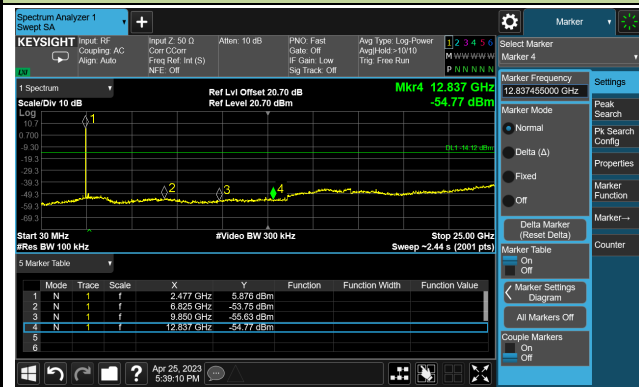 Spectrum Analyzer 1
Swept SA
Marker
KEYSIGHT
Input: RF
Coupling: AC
Align: Auto
Input Z: 50 Ω
Corr CCorr
Freq Ref: Int (S)
NFE: Off
Atten: 10 dB
PNO: Fast
Gate: Off
IF Gain: Low
Sig Track: Off
Avg Type: Log-Power
Avg|Hold:>10/10
Trig: Free Run
1 2 3 4 5 6
M W W W W W
P N N N N N
LXI
Select Marker
Marker 4
1 Spectrum
Scale/Div 10 dB
Ref Lvl Offset 20.70 dB
Ref Level 20.70 dBm
Mkr4 12.837 GHz
-54.77 dBm
Log
10.7
0.700
-9.30
-19.3
-29.3
-39.3
-49.3
-59.3
-69.3
1
2
3
4
DL1 -14.12 dBm
Start 30 MHz
#Res BW 100 kHz
#Video BW 300 kHz
Stop 25.00 GHz
Sweep ~2.44 s (2001 pts)
5 Marker Table
Mode Trace Scale X Y Function Function Width Function Value
1 N 1 f 2.477 GHz 5.876 dBm
2 N 1 f 6.825 GHz -53.75 dBm
3 N 1 f 9.850 GHz -55.63 dBm
4 N 1 f 12.837 GHz -54.77 dBm
5
6
Marker Frequency
12.837455000 GHz
Marker Mode
Normal
Delta (Δ)
Fixed
Off
Delta Marker
(Reset Delta)
Marker Table
On
Off
Marker Settings
Diagram
All Markers Off
Couple Markers
On
Off
Settings
Peak
Search
Pk Search
Config
Properties
Marker
Function
Marker→
Counter
?
Apr 25, 2023
5:39:10 PM